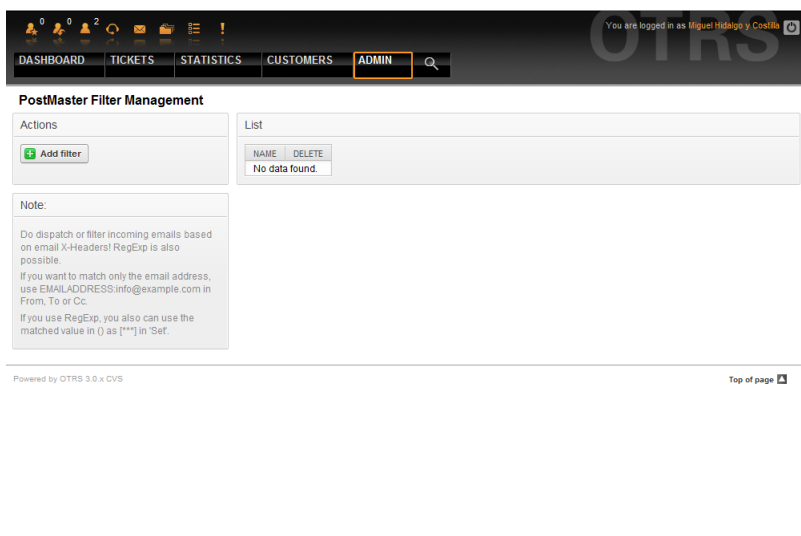 0 0 2
You are logged in as Miguel Hidalgo y Costilla
OTRS
DASHBOARD TICKETS STATISTICS CUSTOMERS ADMIN
PostMaster Filter Management
Actions
Add filter
List
NAME DELETE
No data found.
Note:
Do dispatch or filter incoming emails based
on email X-Headers! RegExp is also
possible.
If you want to match only the email address,
use EMAILADDRESS:info@example.com in
From, To or Cc.
If you use RegExp, you also can use the
matched value in () as [***] in 'Set'.
Powered by OTRS 3.0.x CVS
Top of page